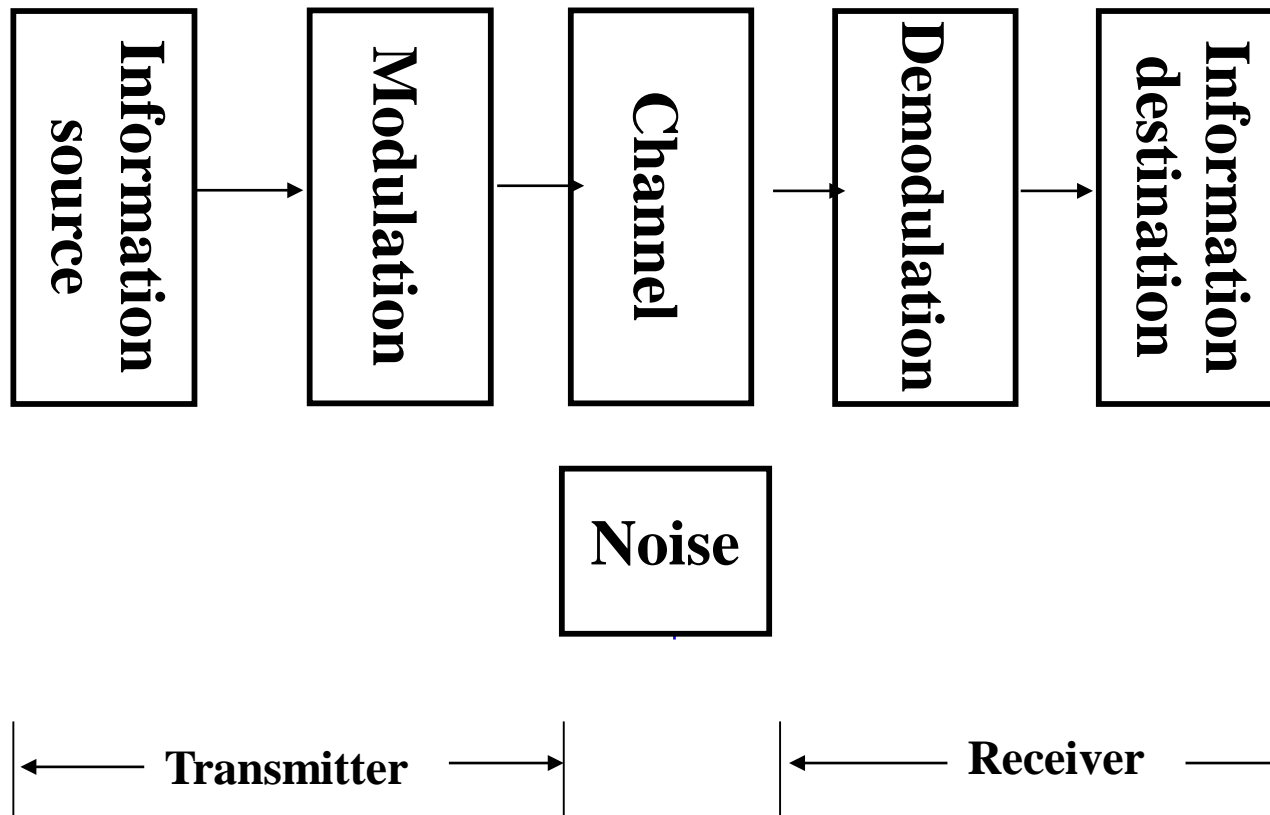 Information
source
Modulation
Channel
Demodulation
Information
destination
Noise
Transmitter
Receiver